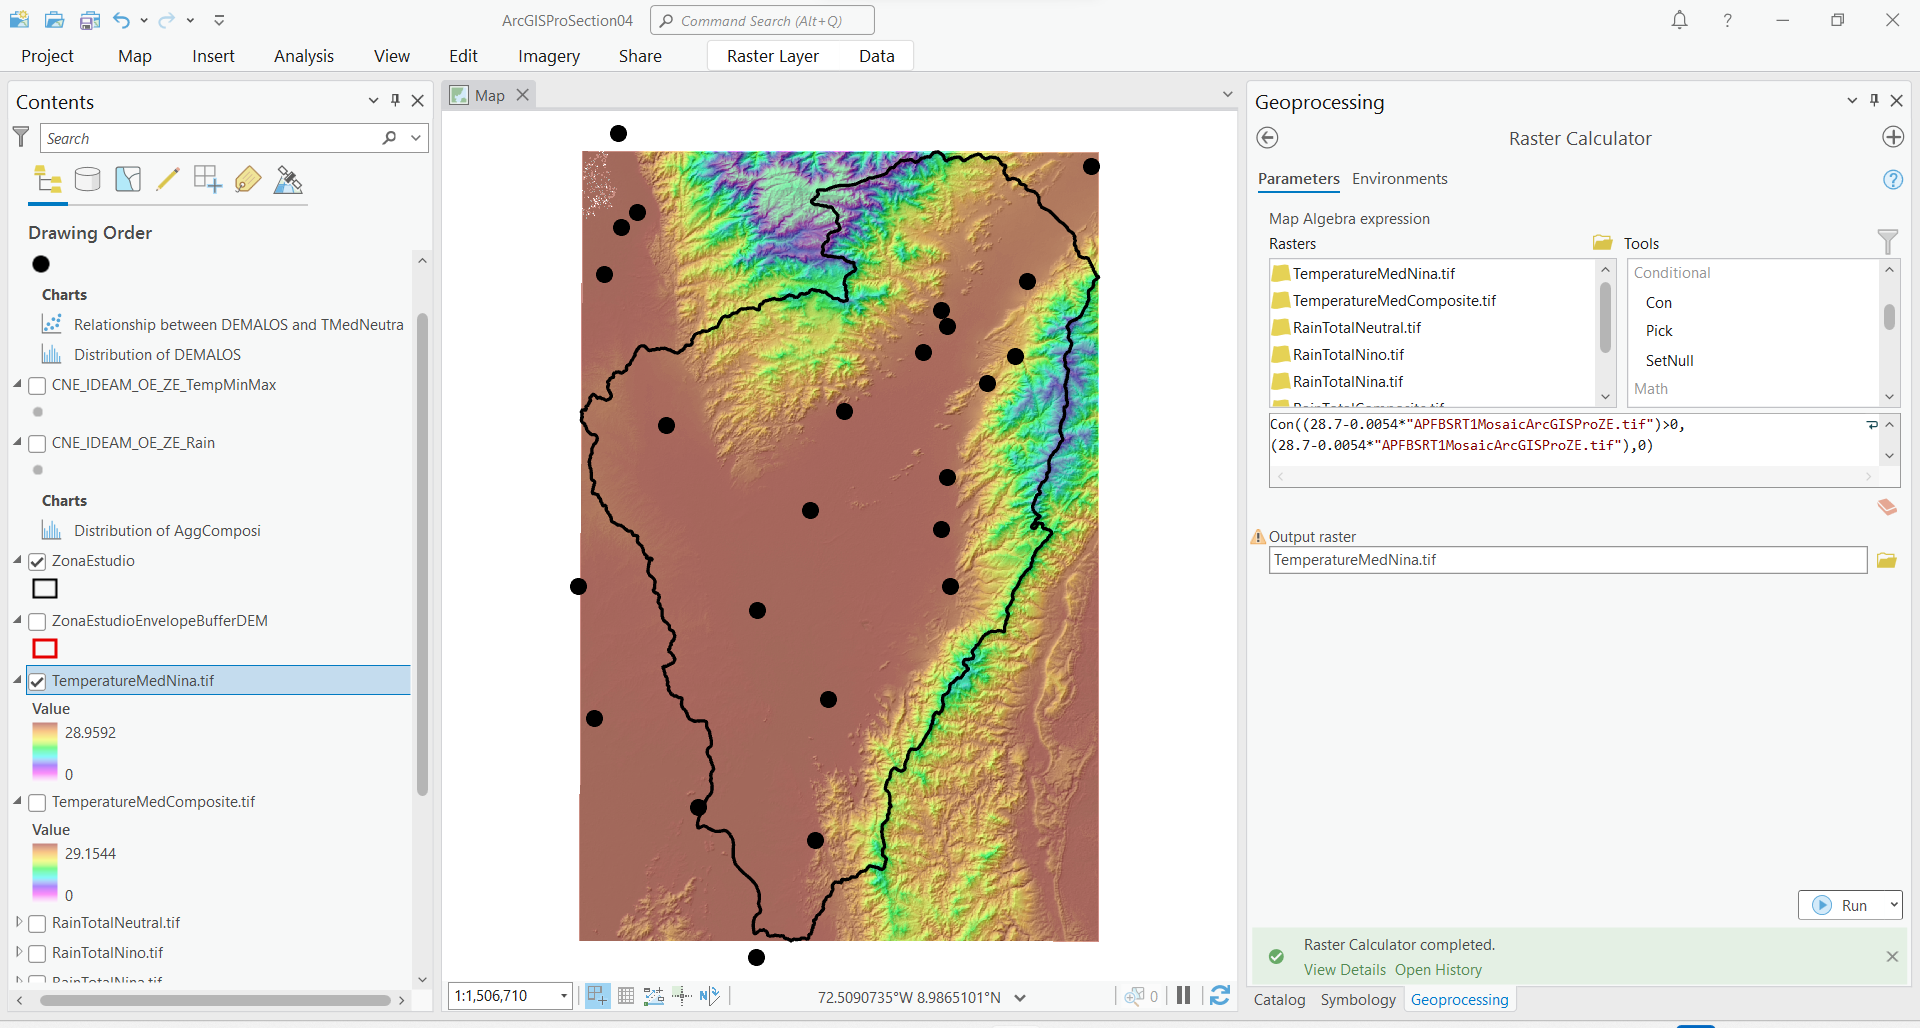 ArcGISProSection04
Command Search (Alt+Q)
?
Project
Map
Insert
Analysis
View
Edit
Imagery
Share
Raster Layer
Data
Contents
Search
Drawing Order
Charts
Relationship between DEMALOS and TMedNeutra
Distribution of DEMALOS
CNE_IDEAM_OE_ZE_TempMinMax
CNE_IDEAM_OE_ZE_Rain
Charts
Distribution of AggComposi
ZonaEstudio
ZonaEstudioEnvelopeBufferDEM
TemperatureMedNina.tif
Value
28.9592
0
TemperatureMedComposite.tif
Value
29.1544
0
RainTotalNeutral.tif
RainTotalNino.tif
RainTotalNina.tif
Map
1:1,506,710
72.5090735°W 8.9865101°N
0
Geoprocessing
Raster Calculator
Parameters
Environments
?
Map Algebra expression
Rasters
Tools
TemperatureMedNina.tif
TemperatureMedComposite.tif
RainTotalNeutral.tif
RainTotalNino.tif
RainTotalNina.tif
RainTotalComposite.tif
Conditional
Con
Pick
SetNull
Math
Con((28.7-0.0054*"APFBSRT1MosaicArcGISProZE.tif")>0,
(28.7-0.0054*"APFBSRT1MosaicArcGISProZE.tif"),0)
Output raster
TemperatureMedNina.tif
Run
Raster Calculator completed.
View Details Open History
Catalog
Symbology
Geoprocessing